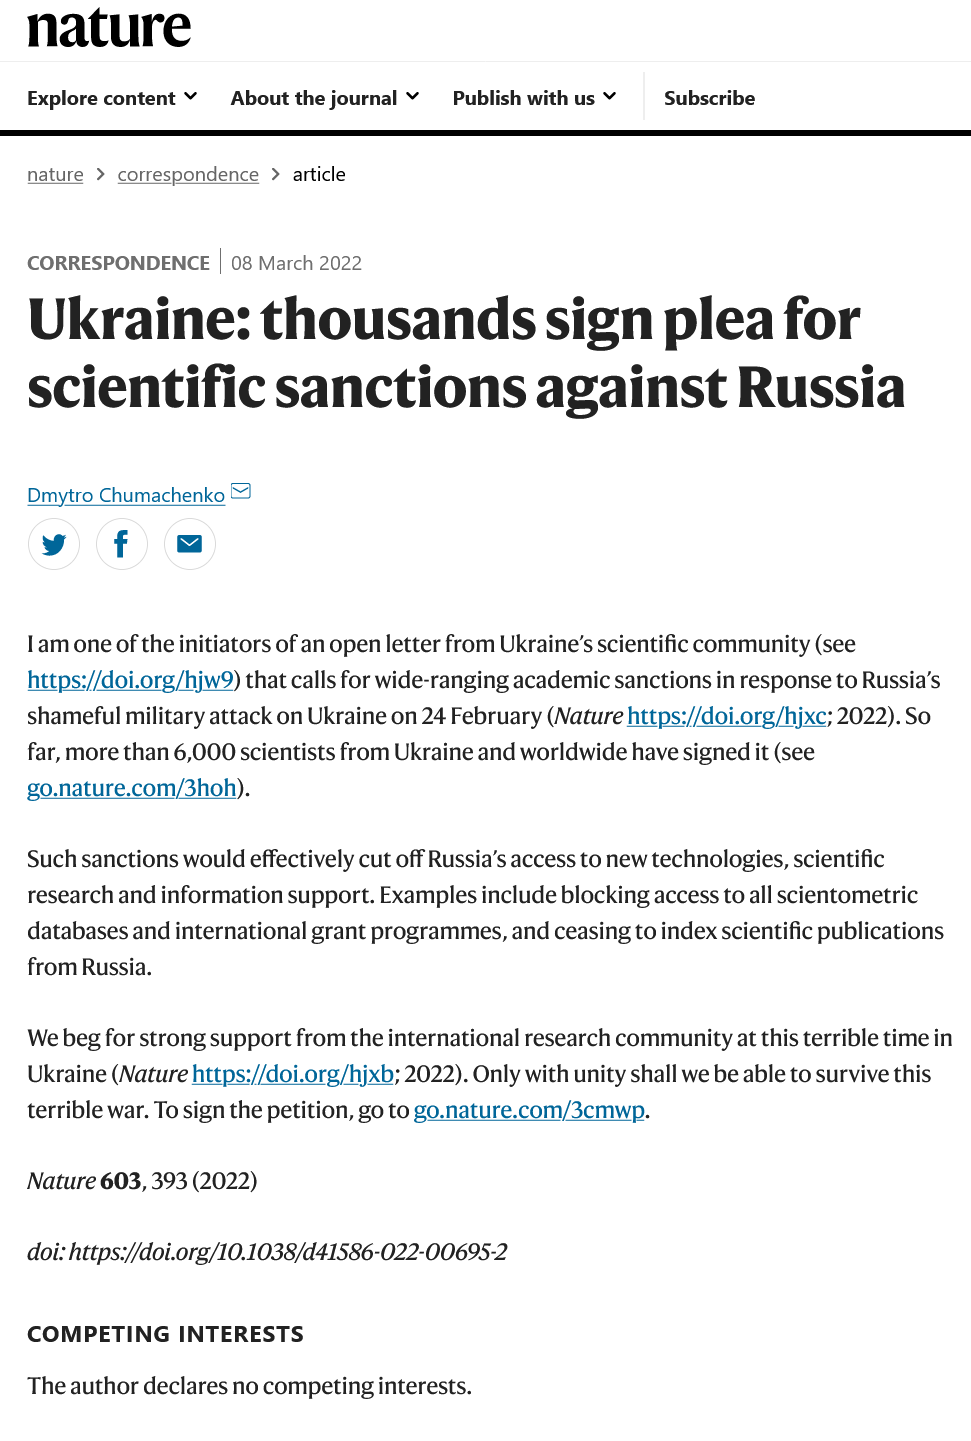 nature
Explore content About the journal Publish with us Subscribe
nature > correspondence > article
CORRESPONDENCE | 08 March 2022
Ukraine: thousands sign plea for
scientific sanctions against Russia
Dmytro Chumachenko
I am one of the initiators of an open letter from Ukraine’s scientific community (see
https://doi.org/hjw9) that calls for wide-ranging academic sanctions in response to Russia’s
shameful military attack on Ukraine on 24 February (Nature https://doi.org/hjxc; 2022). So
far, more than 6,000 scientists from Ukraine and worldwide have signed it (see
go.nature.com/3hoh).
Such sanctions would effectively cut off Russia’s access to new technologies, scientific
research and information support. Examples include blocking access to all scientometric
databases and international grant programmes, and ceasing to index scientific publications
from Russia.
We beg for strong support from the international research community at this terrible time in
Ukraine (Nature https://doi.org/hjxb; 2022). Only with unity shall we be able to survive this
terrible war. To sign the petition, go to go.nature.com/3cmwp.
Nature 603, 393 (2022)
doi: https://doi.org/10.1038/d41586-022-00695-2
COMPETING INTERESTS
The author declares no competing interests.